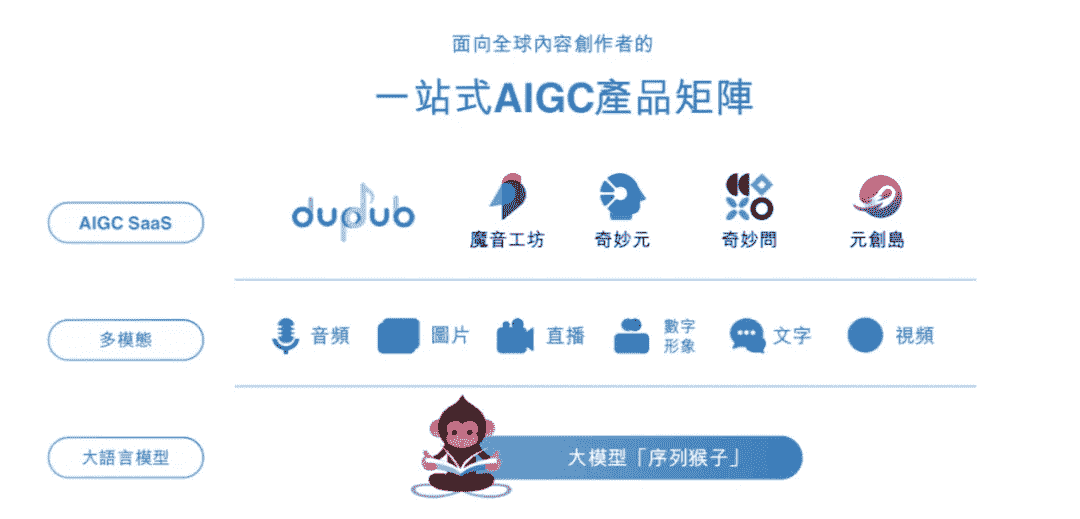 面向全球內容創作者的
一站式AIGC產品矩陣
AIGC SaaS
dupdub
魔音工坊
奇妙元
奇妙問
元創島
多模態
音頻
圖片
直播
數字
形象
文字
視頻
大語言模型
大模型「序列猴子」